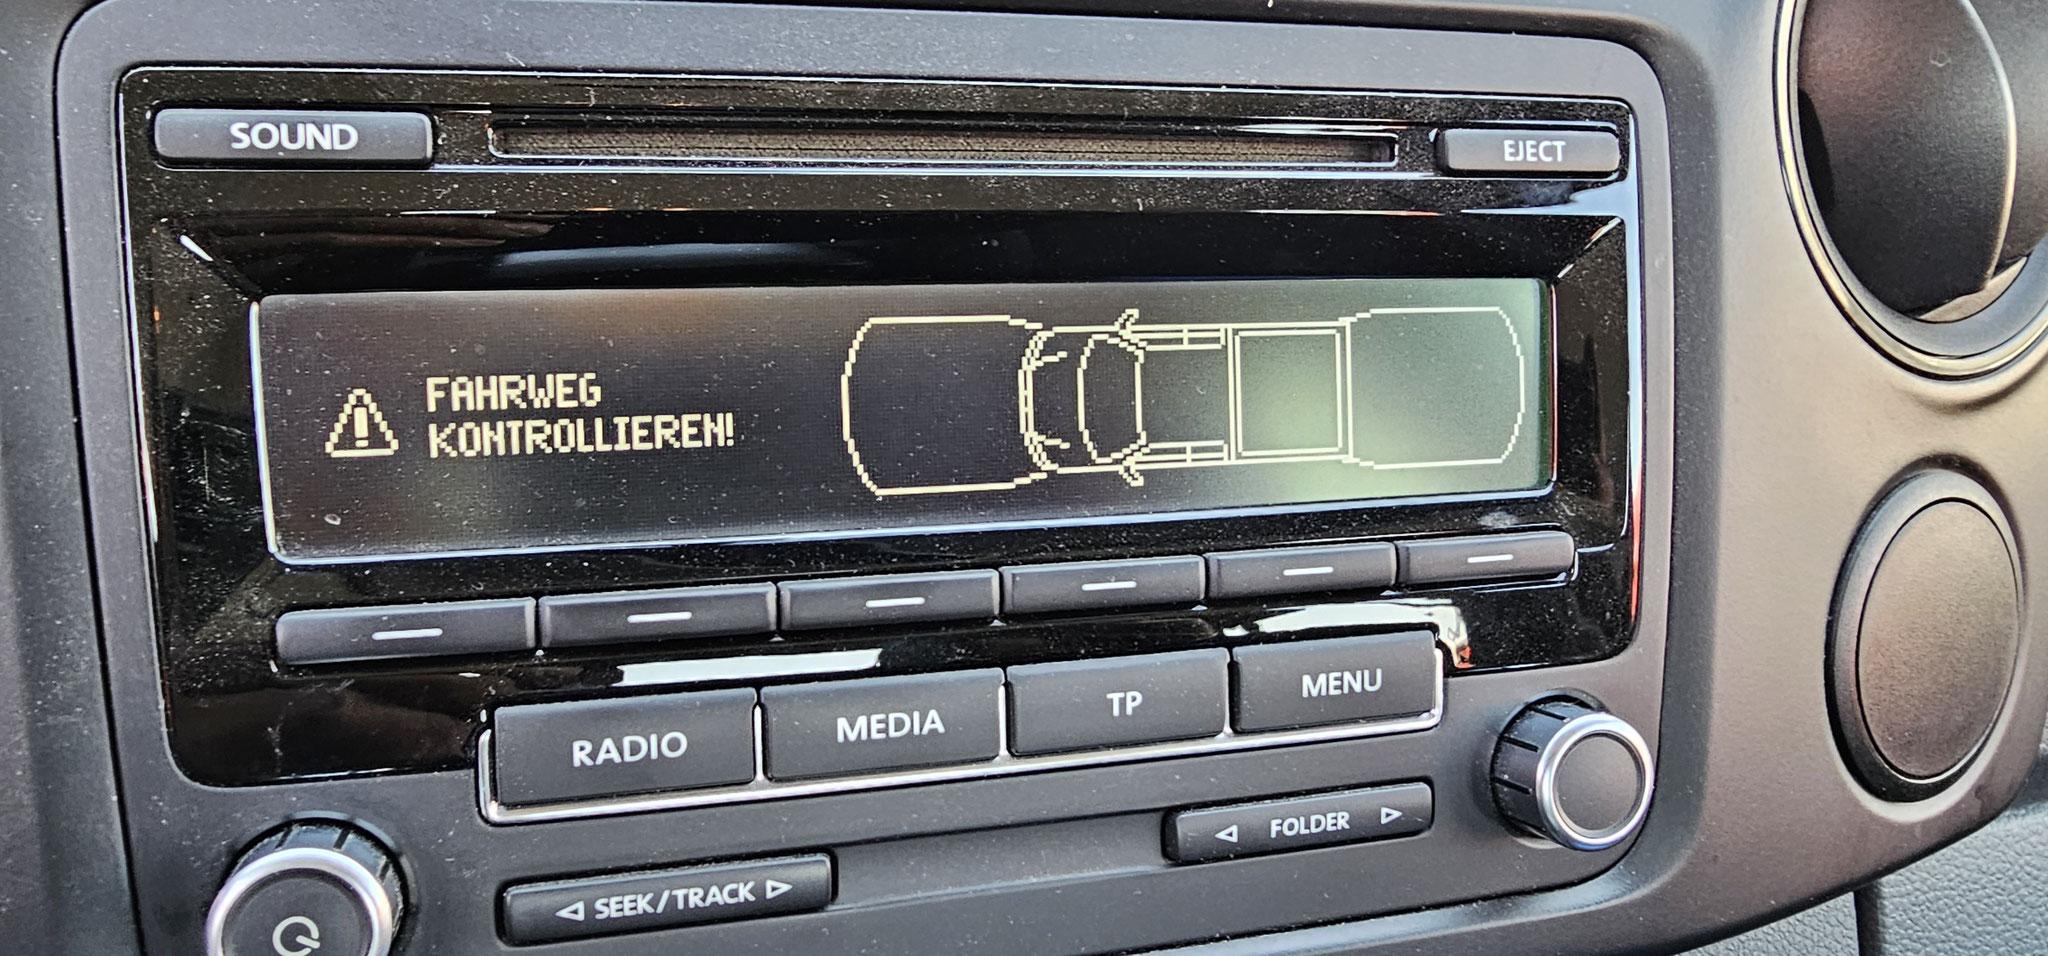 SOUND
EJECT
FAHRWEG
KONTROLLIEREN!
RADIO
MEDIA
TP
MENU
FOLDER
SEEK/TRACK